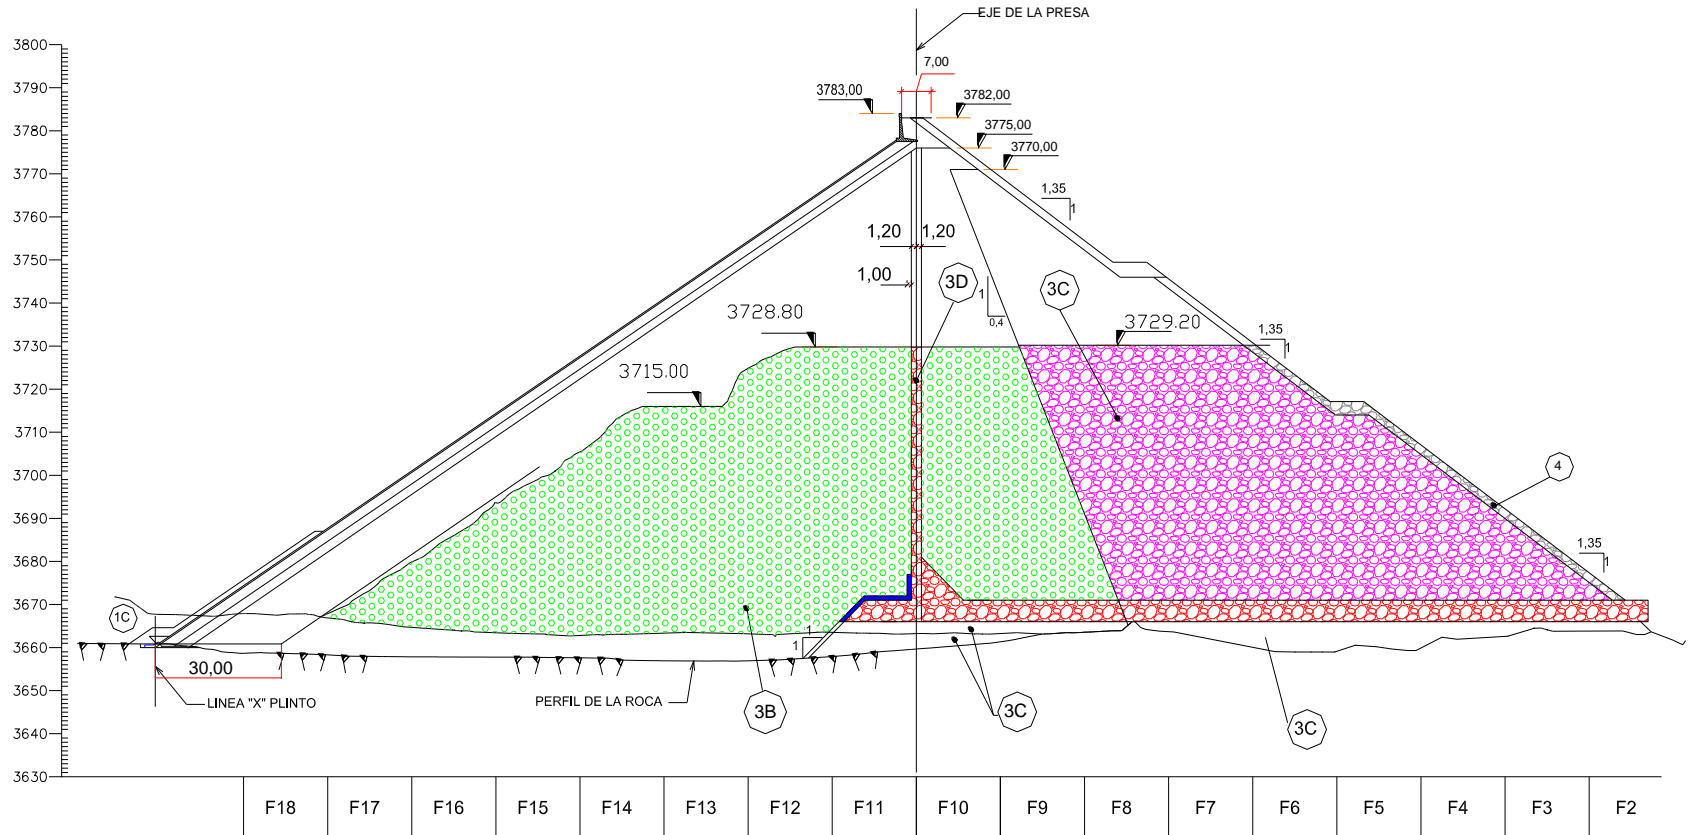 EJE DE LA PRESA
3800
7,00
3790
3783,00
3782,00
3780
3775,00
3770,00
3770
1,35
1
3760
1,20
1,20
3750
1,00
3D
3C
1
0,4
3740
3728.80
3729.20
1,35
1
3730
3715.00
3720
3710
3700
4
3690
3680
1,35
1
3670
1C
1
1
3660
30,00
LINEA "X" PLINTO
PERFIL DE LA ROCA
3B
3C
3C
3650
3640
3630
F18
F17
F16
F15
F14
F13
F12
F11
F10
F9
F8
F7
F6
F5
F4
F3
F2